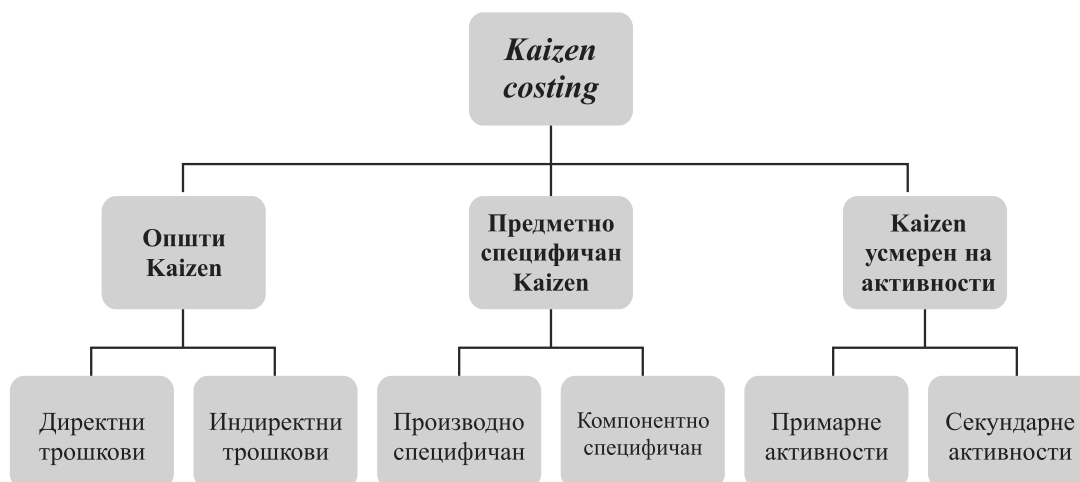 Kaizen
costing
Општи
Kaizen
Предметно
специфичан
Kaizen
Kaizen
усмерен на
активности
Директни
трошкови
Индиректни
трошкови
Производно
специфичан
Компонентно
специфичан
Примарне
активности
Секундарне
активности